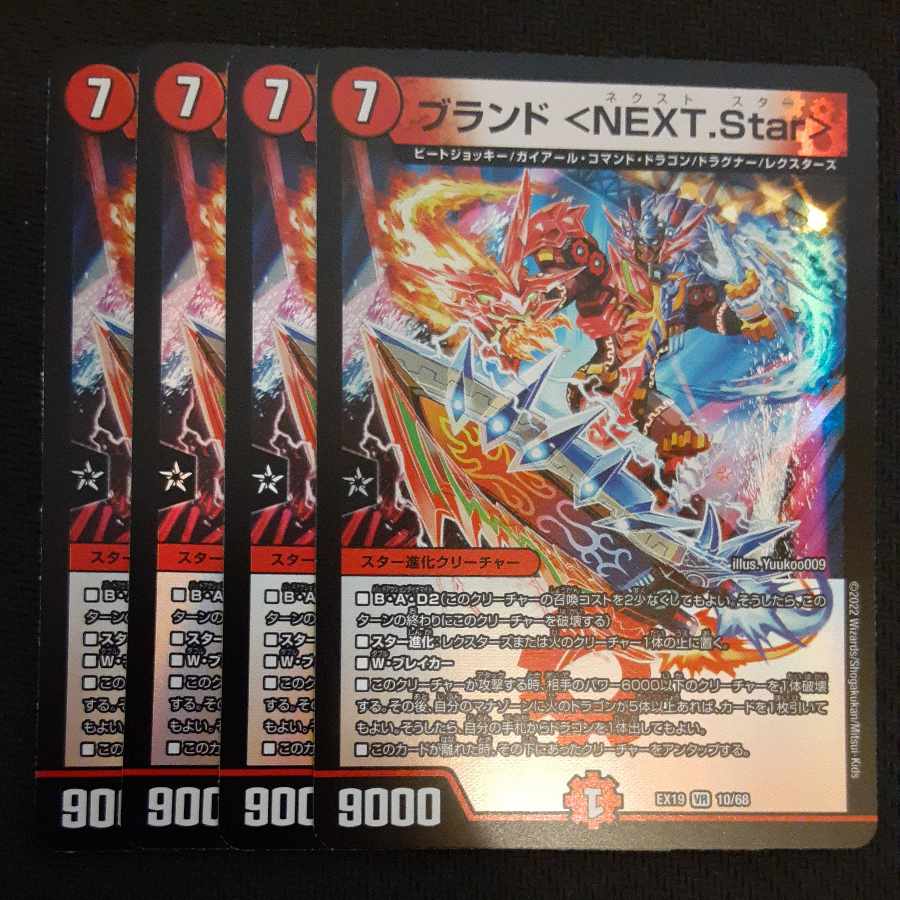 7
7
7
7
ネクスト スター
ブランド <NEXT.Star>
ビートジョッキー/ガイアール・コマンド・ドラゴン/ドラグナー/レクスターズ
illus. Yuukoo009
スター
スター
スター
スター進化クリーチャー
■B・A・D2(このクリーチャーの召喚コストを2少なくしてもよい。そうしたら、この
ターンの終わりにこのクリーチャーを破壊する)
■スター進化:レクスターズまたは火のクリーチャー1体の上に置く。
■W・ブレイカー
■このクリーチャーが攻撃する時、相手のパワー6000以下のクリーチャーを1体破壊
する。その後、自分のマナゾーンに火のドラゴンが5体以上あれば、カードを1枚引いて
もよい。そうしたら、自分の手札からドラゴンを1体出してもよい。
■このカードが離れた時、その下にあったクリーチャーをアンタップする。
©2022 Wizards/Shogakukan/Mitsui-Kids
900
900
900
9000
1
EX19 VR 10/68